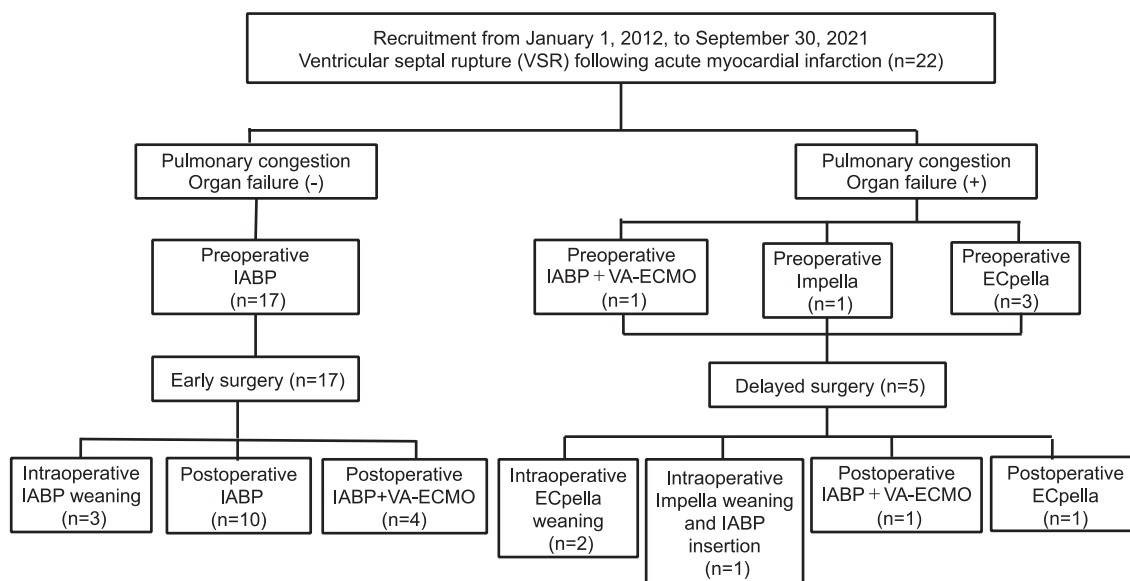 Recruitment from January 1, 2012, to September 30, 2021
Ventricular septal rupture (VSR) following acute myocardial infarction (n=22)
Pulmonary congestion
Organ failure (-)
Pulmonary congestion
Organ failure (+)
Preoperative
IABP
(n=17)
Preoperative
IABP + VA-ECMO
(n=1)
Preoperative
Impella
(n=1)
Preoperative
ECpella
(n=3)
Early surgery (n=17)
Delayed surgery (n=5)
Intraoperative
IABP weaning
(n=3)
Postoperative
IABP
(n=10)
Postoperative
IABP+VA-ECMO
(n=4)
Intraoperative
ECpella
weaning
(n=2)
Intraoperative
Impella weaning
and IABP
insertion
(n=1)
Postoperative
IABP + VA-ECMO
(n=1)
Postoperative
ECpella
(n=1)